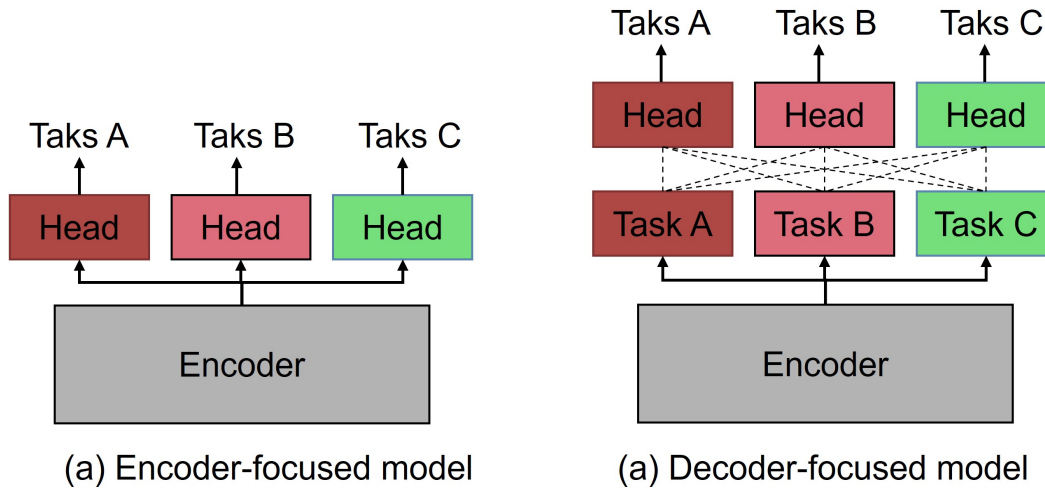 Taks A Taks B Taks C
Head Head Head
Encoder
(a) Encoder-focused model
Taks A Taks B Taks C
Head Head Head
Task A Task B Task C
Encoder
(a) Decoder-focused model